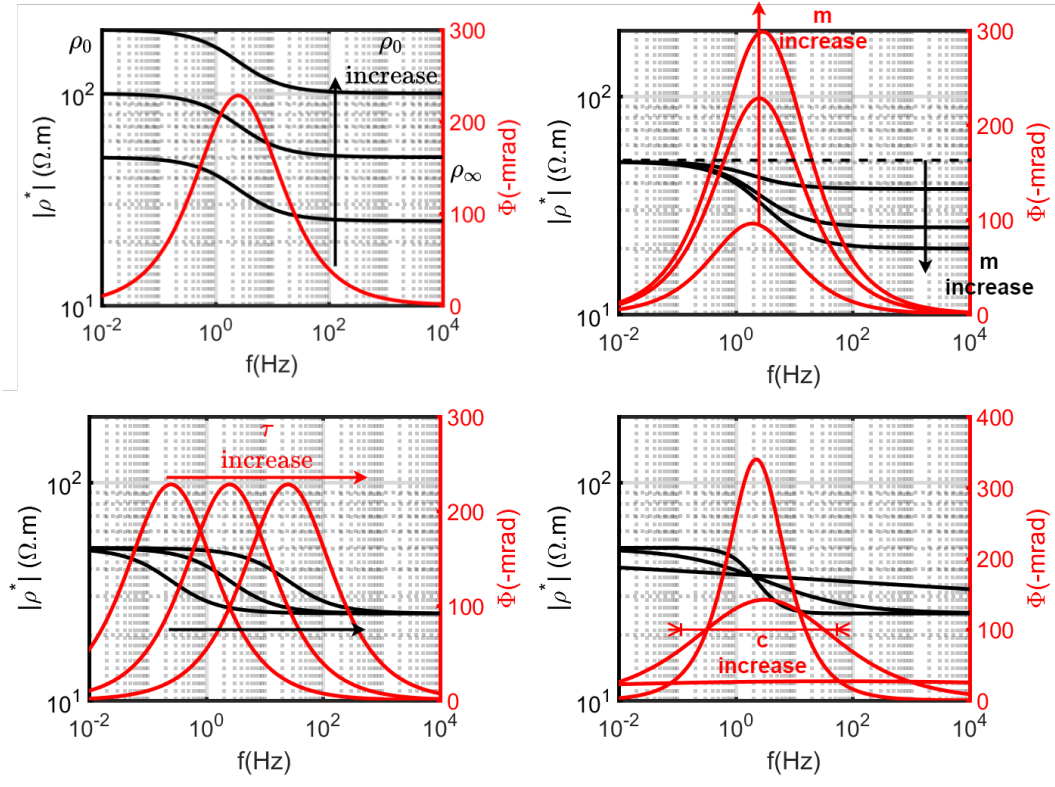 ρ0
ρ0
increase
ρ∞
10^2
10^1
|ρ*| (Ω.m)
300
200
100
0
Φ(-mrad)
10^-2
10^0
10^2
10^4
f(Hz)
m
increase
10^2
10^1
|ρ*| (Ω.m)
300
200
100
0
Φ(-mrad)
m
increase
10^-2
10^0
10^2
10^4
f(Hz)
τ
increase
10^2
10^1
|ρ*| (Ω.m)
300
200
100
0
Φ(-mrad)
10^-2
10^0
10^2
10^4
f(Hz)
10^2
10^1
|ρ*| (Ω.m)
400
300
200
100
0
Φ(-mrad)
c
increase
10^-2
10^0
10^2
10^4
f(Hz)